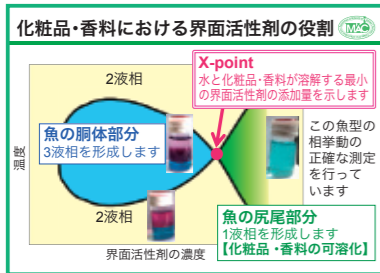 化粧品・香料における界面活性剤の役割
MAC
X-point
水と化粧品・香料が溶解する最小
の界面活性剤の添加量を示します
2液相
魚の胴体部分
3液相を形成します
この魚型の
相挙動の
正確な測定
を行って
います
温度
2液相
魚の尻尾部分
1液相を形成します
【化粧品・香料の可溶化】
界面活性剤の濃度